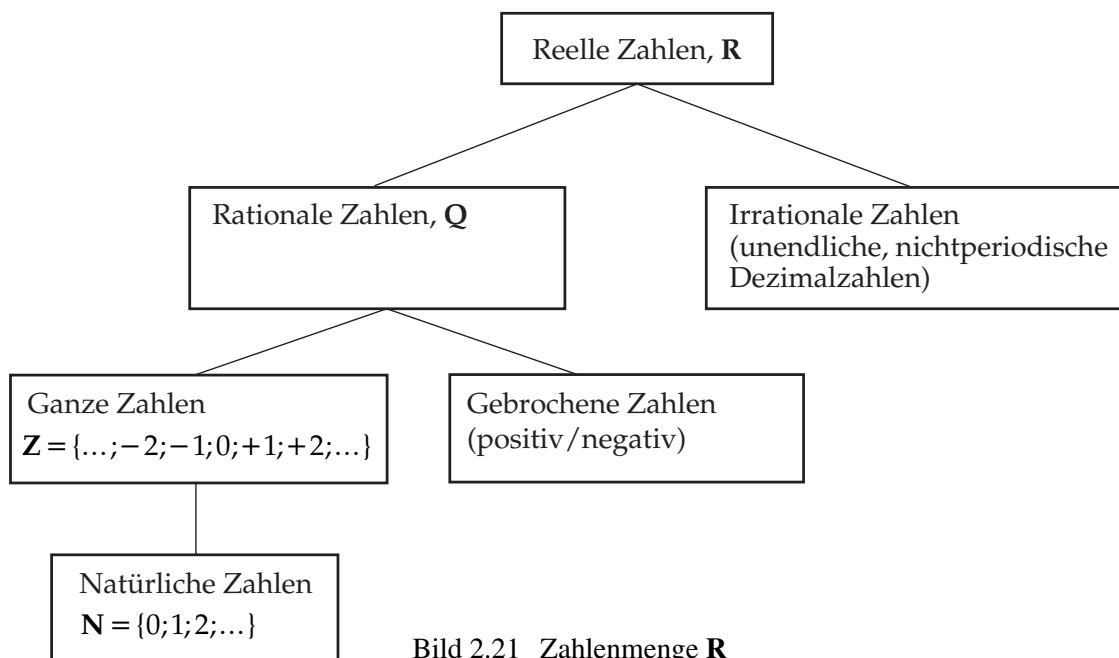 Reelle Zahlen, R
Rationale Zahlen, Q
Irrationale Zahlen
(unendliche, nichtperiodische
Dezimalzahlen)
Ganze Zahlen
Z = {…;−2;−1;0;+1;+2;…}
Gebrochene Zahlen
(positiv/negativ)
Natürliche Zahlen
N = {0;1;2;…}
Bild 2.21 Zahlenmenge R